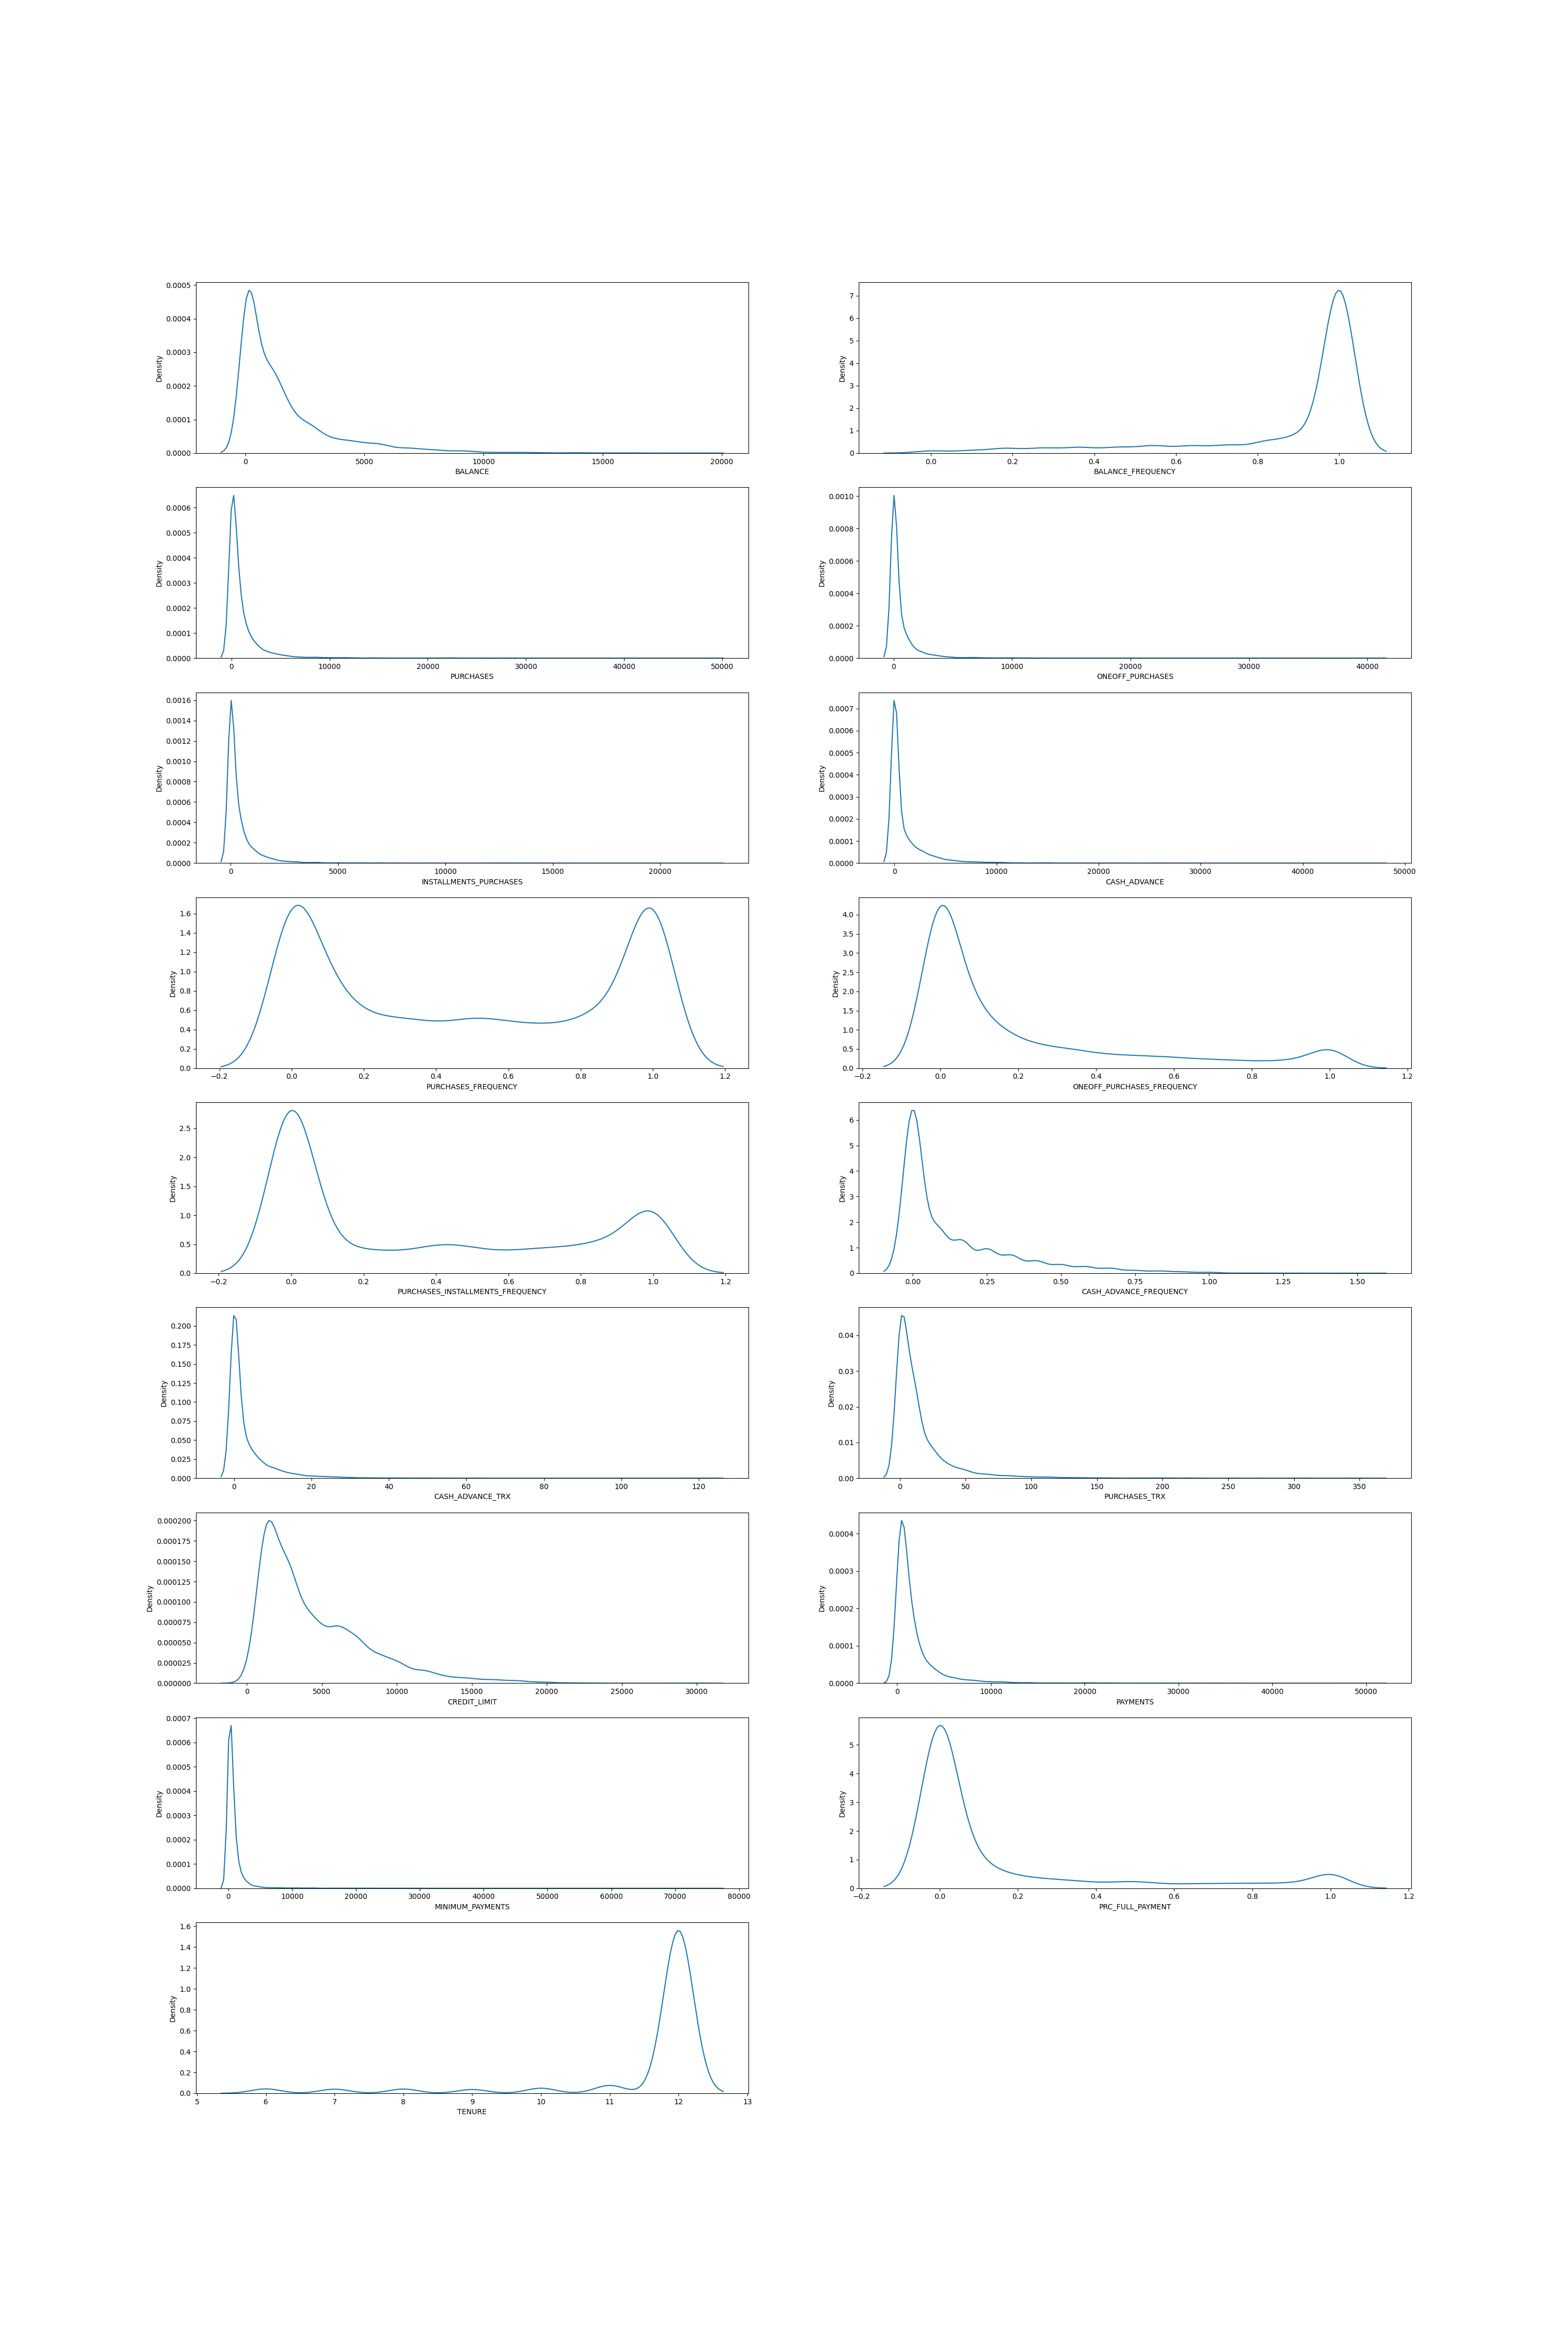 0.0005
0.0004
0.0003
0.0002
0.0001
0.0000
Density
0 5000 10000 15000 20000
BALANCE
7
6
5
4
3
2
1
0
Density
0.0 0.2 0.4 0.6 0.8 1.0
BALANCE_FREQUENCY
0.0006
0.0005
0.0004
0.0003
0.0002
0.0001
0.0000
Density
0 10000 20000 30000 40000 50000
PURCHASES
0.0010
0.0008
0.0006
0.0004
0.0002
0.0000
Density
0 10000 20000 30000 40000
ONEOFF_PURCHASES
0.0016
0.0014
0.0012
0.0010
0.0008
0.0006
0.0004
0.0002
0.0000
Density
0 5000 10000 15000 20000
INSTALLMENTS_PURCHASES
0.0007
0.0006
0.0005
0.0004
0.0003
0.0002
0.0001
0.0000
Density
0 10000 20000 30000 40000 50000
CASH_ADVANCE
1.6
1.4
1.2
1.0
0.8
0.6
0.4
0.2
0.0
Density
−0.2 0.0 0.2 0.4 0.6 0.8 1.0 1.2
PURCHASES_FREQUENCY
4.0
3.5
3.0
2.5
2.0
1.5
1.0
0.5
0.0
Density
−0.2 0.0 0.2 0.4 0.6 0.8 1.0 1.2
ONEOFF_PURCHASES_FREQUENCY
2.5
2.0
1.5
1.0
0.5
0.0
Density
−0.2 0.0 0.2 0.4 0.6 0.8 1.0 1.2
PURCHASES_INSTALLMENTS_FREQUENCY
6
5
4
3
2
1
0
Density
0.00 0.25 0.50 0.75 1.00 1.25 1.50
CASH_ADVANCE_FREQUENCY
0.200
0.175
0.150
0.125
0.100
0.075
0.050
0.025
0.000
Density
0 20 40 60 80 100 120
CASH_ADVANCE_TRX
0.04
0.03
0.02
0.01
0.00
Density
0 50 100 150 200 250 300 350
PURCHASES_TRX
0.000200
0.000175
0.000150
0.000125
0.000100
0.000075
0.000050
0.000025
0.000000
Density
0 5000 10000 15000 20000 25000 30000
CREDIT_LIMIT
0.0004
0.0003
0.0002
0.0001
0.0000
Density
0 10000 20000 30000 40000 50000
PAYMENTS
0.0007
0.0006
0.0005
0.0004
0.0003
0.0002
0.0001
0.0000
Density
0 10000 20000 30000 40000 50000 60000 70000 80000
MINIMUM_PAYMENTS
5
4
3
2
1
0
Density
−0.2 0.0 0.2 0.4 0.6 0.8 1.0 1.2
PRC_FULL_PAYMENT
1.6
1.4
1.2
1.0
0.8
0.6
0.4
0.2
0.0
Density
5 6 7 8 9 10 11 12 13
TENURE